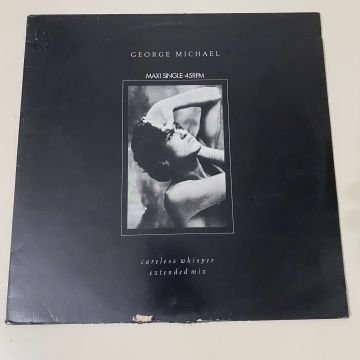 GEORGE MICHAEL
MAXI SINGLE-45RPM
careless whisper
extended mix